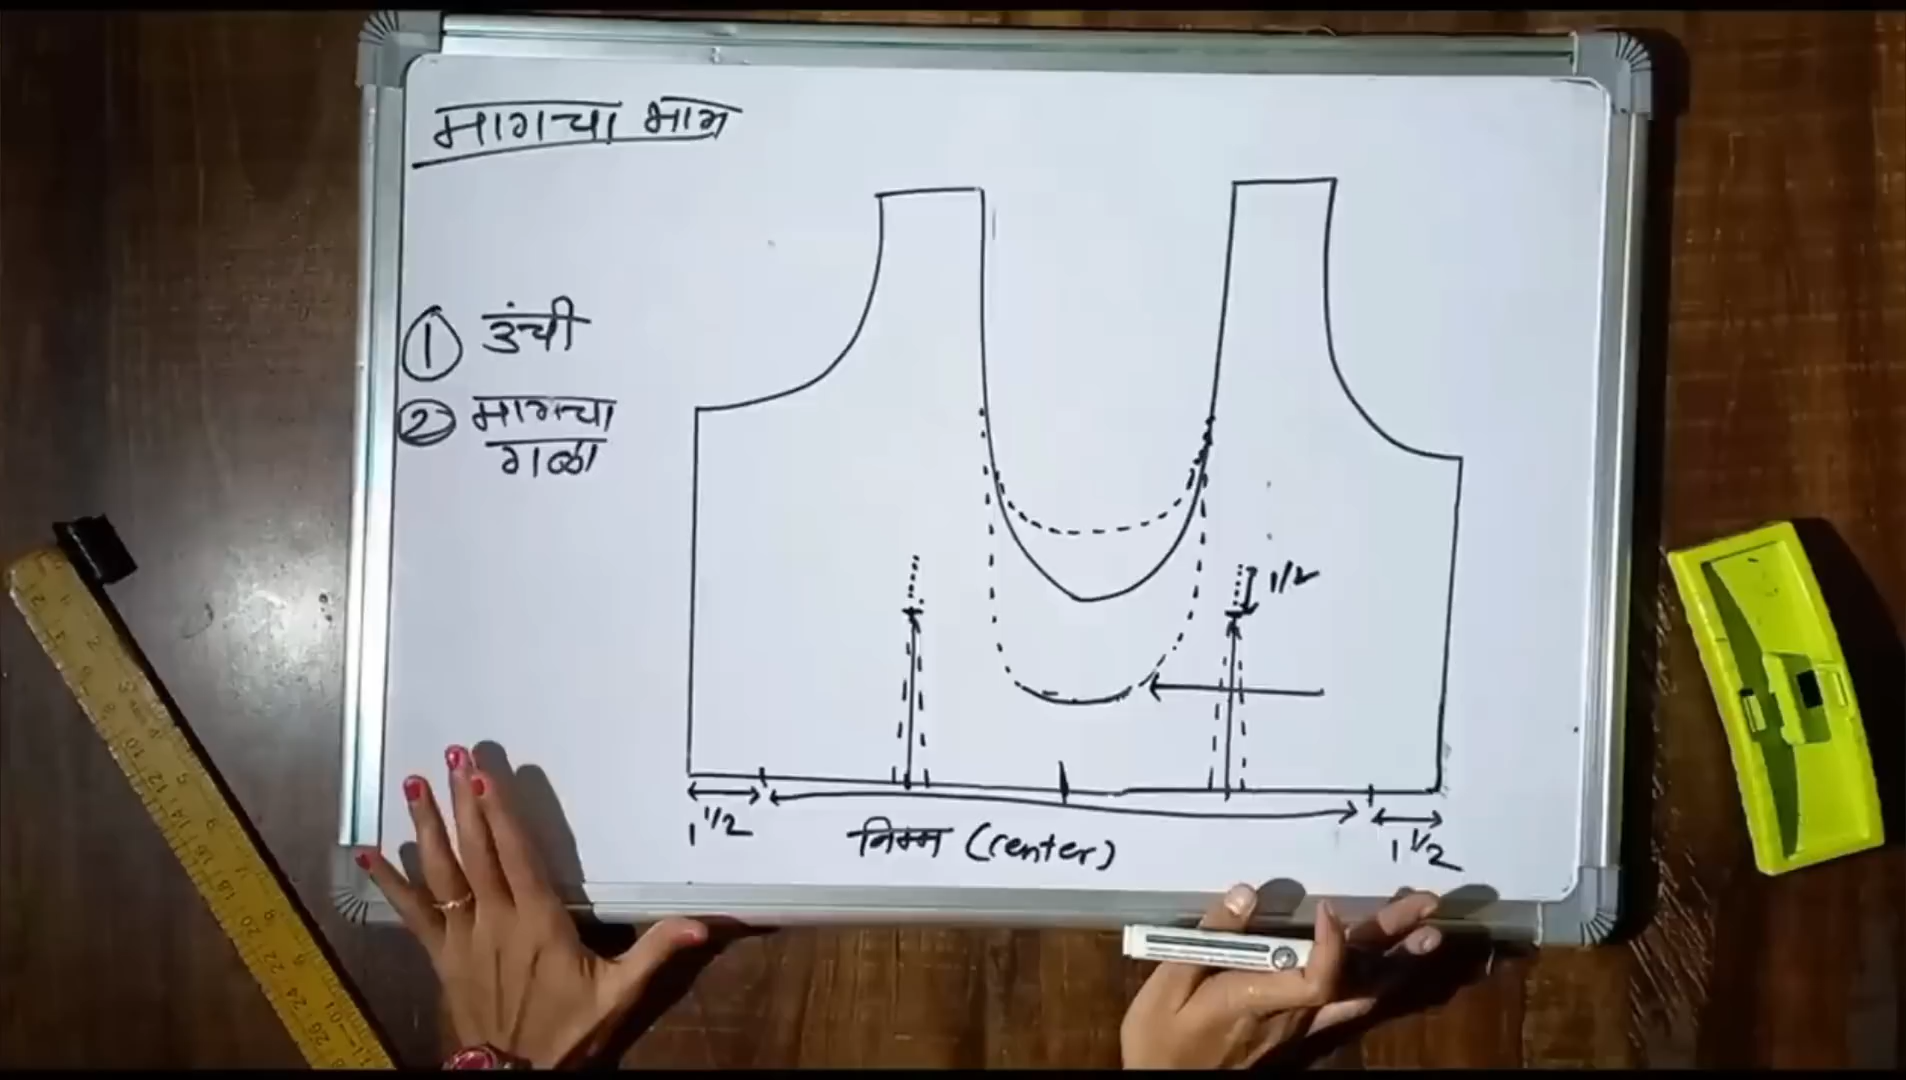 मागचा भाग
① उंची
② मागचा
गळा
1/2
1 1/2
निम्म (center)
1 1/2